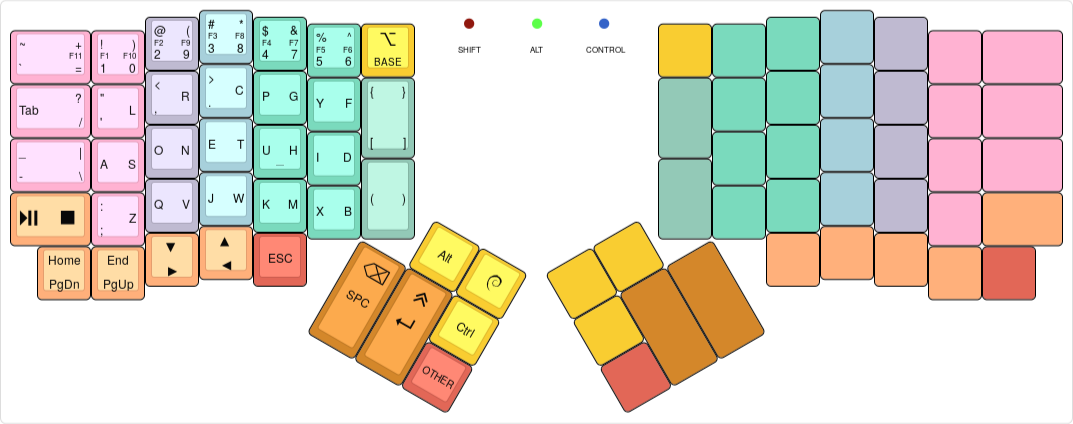 SHIFT ALT CONTROL
~ +
F11
` =
! )
F1 F10
1 0
@ (
F2 F9
2 9
# *
F3 F8
3 8
$ &
F4 F7
4 7
% ^
F5 F6
5 6
BASE
Tab ? /
" L
'
< R
,
> C
.
P G
Y F
{ }
[ ]
_ |
- \
A S
O N
E T
U _ H
I D
( )
: Z
;
Q V
J W
K M
X B
Home
PgDn
End
PgUp
ESC
SPC
Alt
Ctrl
OTHER